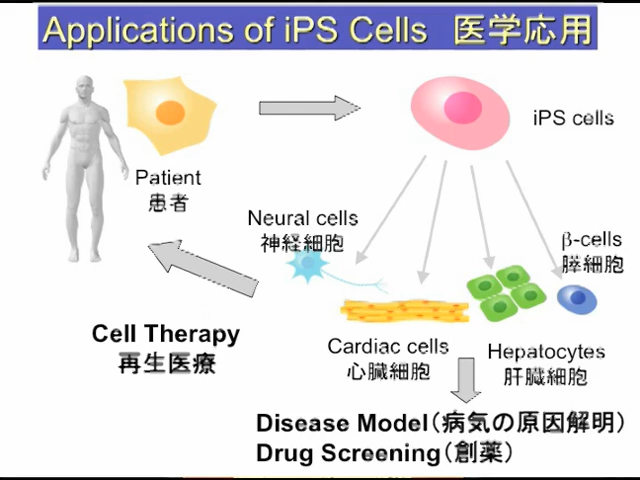 Applications of iPS Cells 医学応用
iPS cells
Patient
患者
Neural cells
神経細胞
β-cells
膵細胞
Cell Therapy
再生医療
Cardiac cells
心臓細胞
Hepatocytes
肝臓細胞
Disease Model(病気の原因解明)
Drug Screening(創薬)